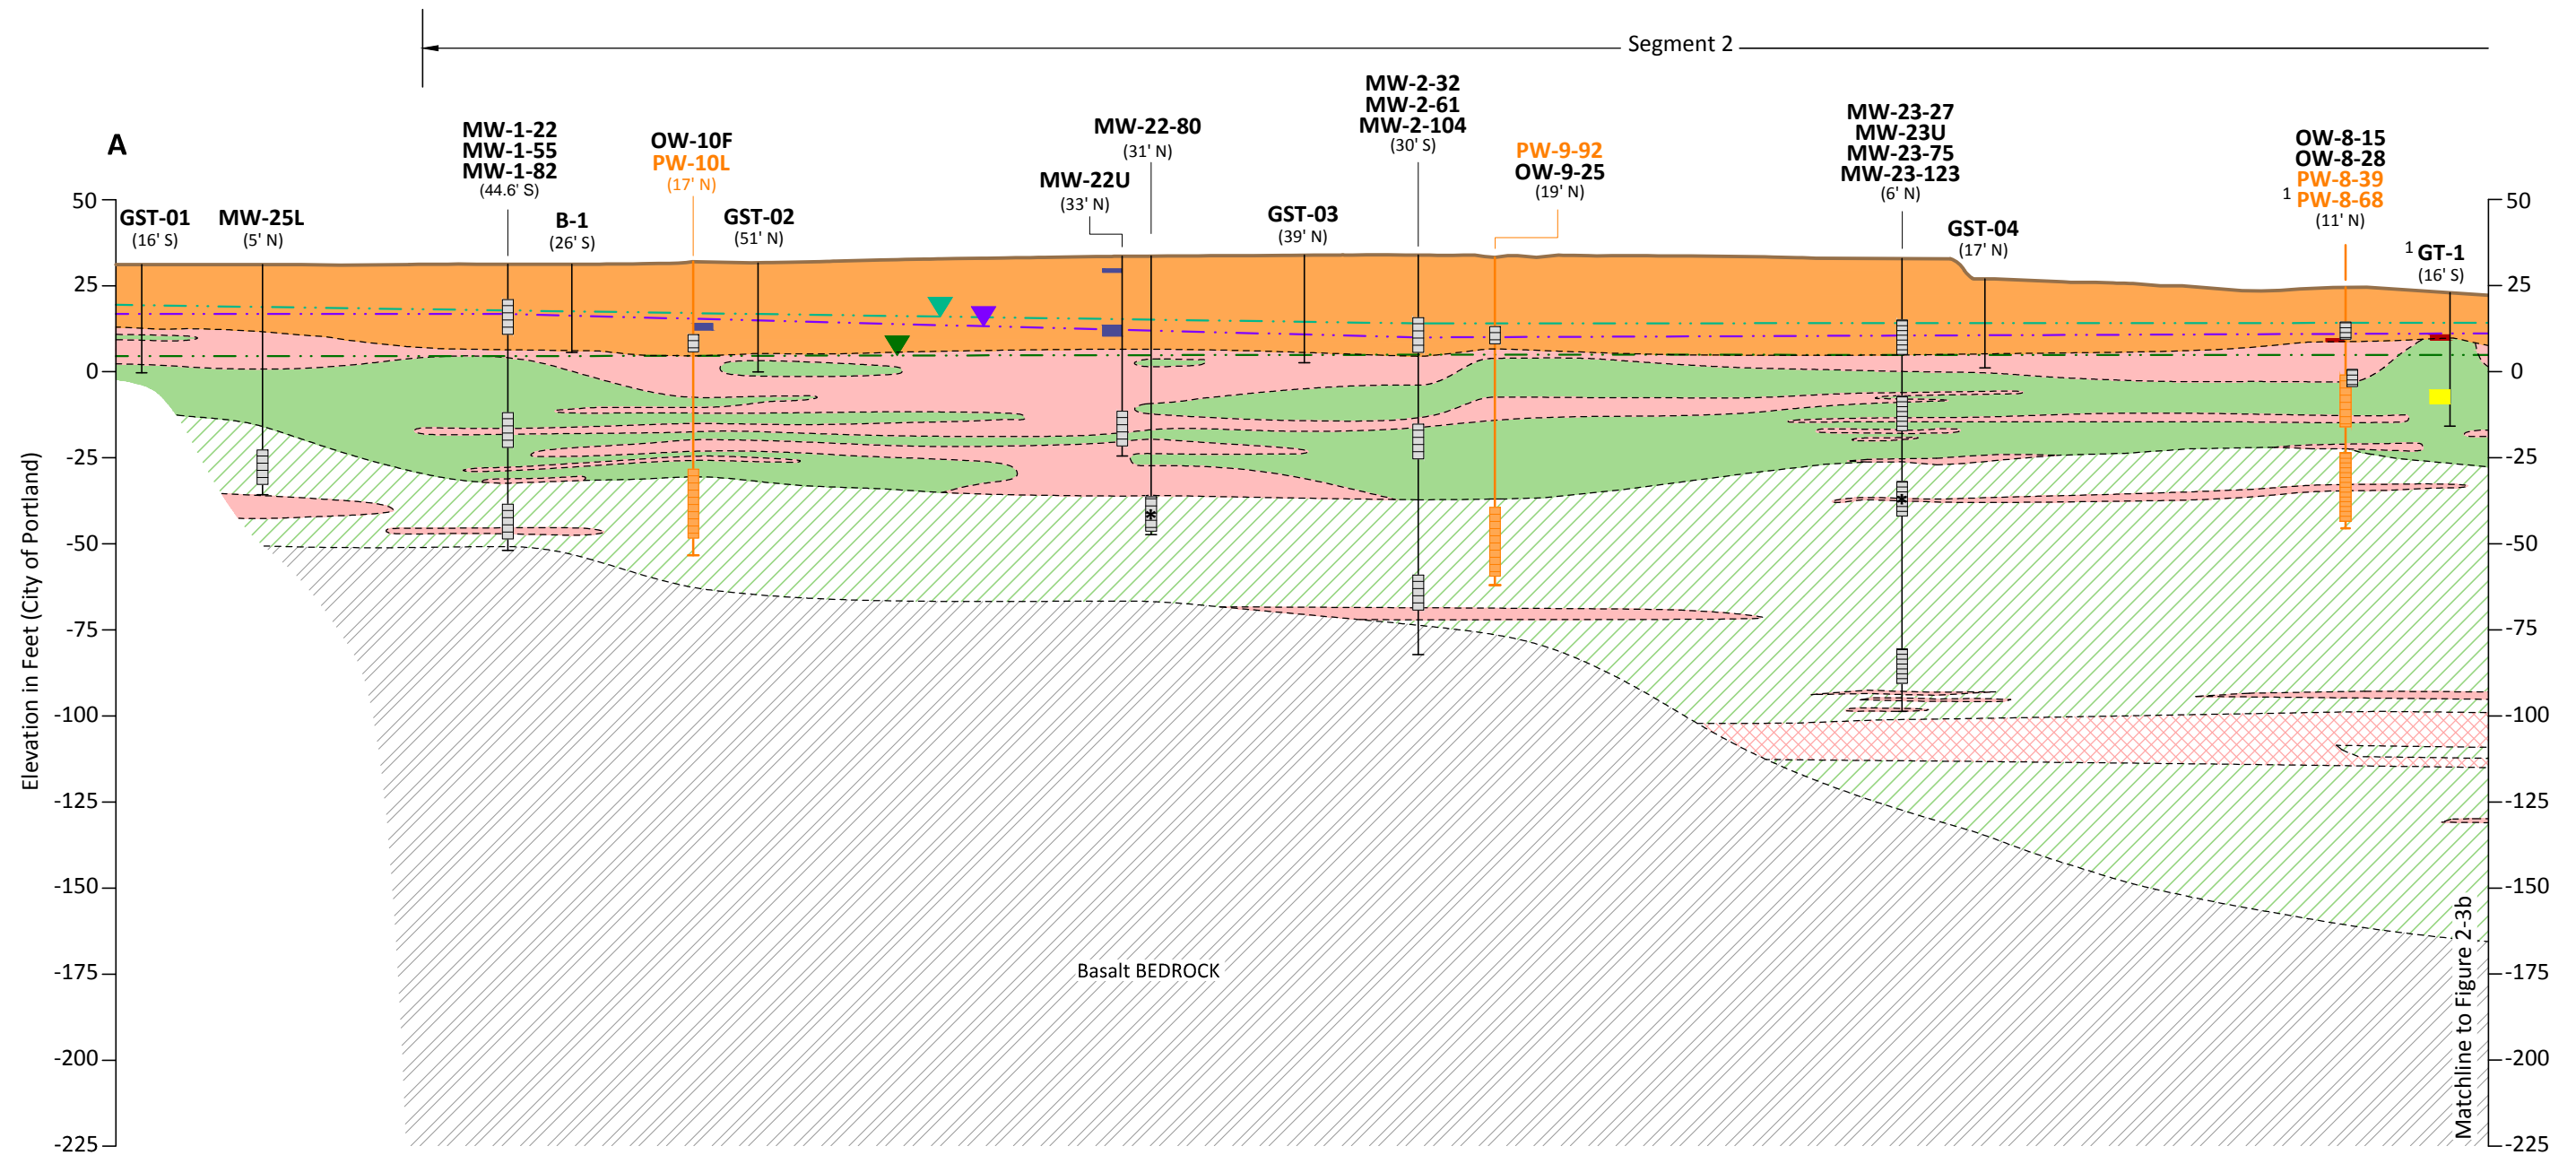 Segment 2
A
GST-01
(16' S)
MW-25L
(5' N)
MW-1-22
MW-1-55
MW-1-82
(44.6' S)
B-1
(26' S)
OW-10F
PW-10L
(17' N)
GST-02
(51' N)
MW-22U
(33' N)
MW-22-80
(31' N)
GST-03
(39' N)
MW-2-32
MW-2-61
MW-2-104
(30' S)
PW-9-92
OW-9-25
(19' N)
MW-23-27
MW-23U
MW-23-75
MW-23-123
(6' N)
GST-04
(17' N)
OW-8-15
OW-8-28
PW-8-39
1 PW-8-68
(11' N)
1 GT-1
(16' S)
Elevation in Feet (City of Portland)
50
25
0
-25
-50
-75
-100
-125
-150
-175
-200
-225
*
*
Basalt BEDROCK
50
25
0
-25
-50
-75
-100
-125
-150
-175
-200
-225
Matchline to Figure 2-3b